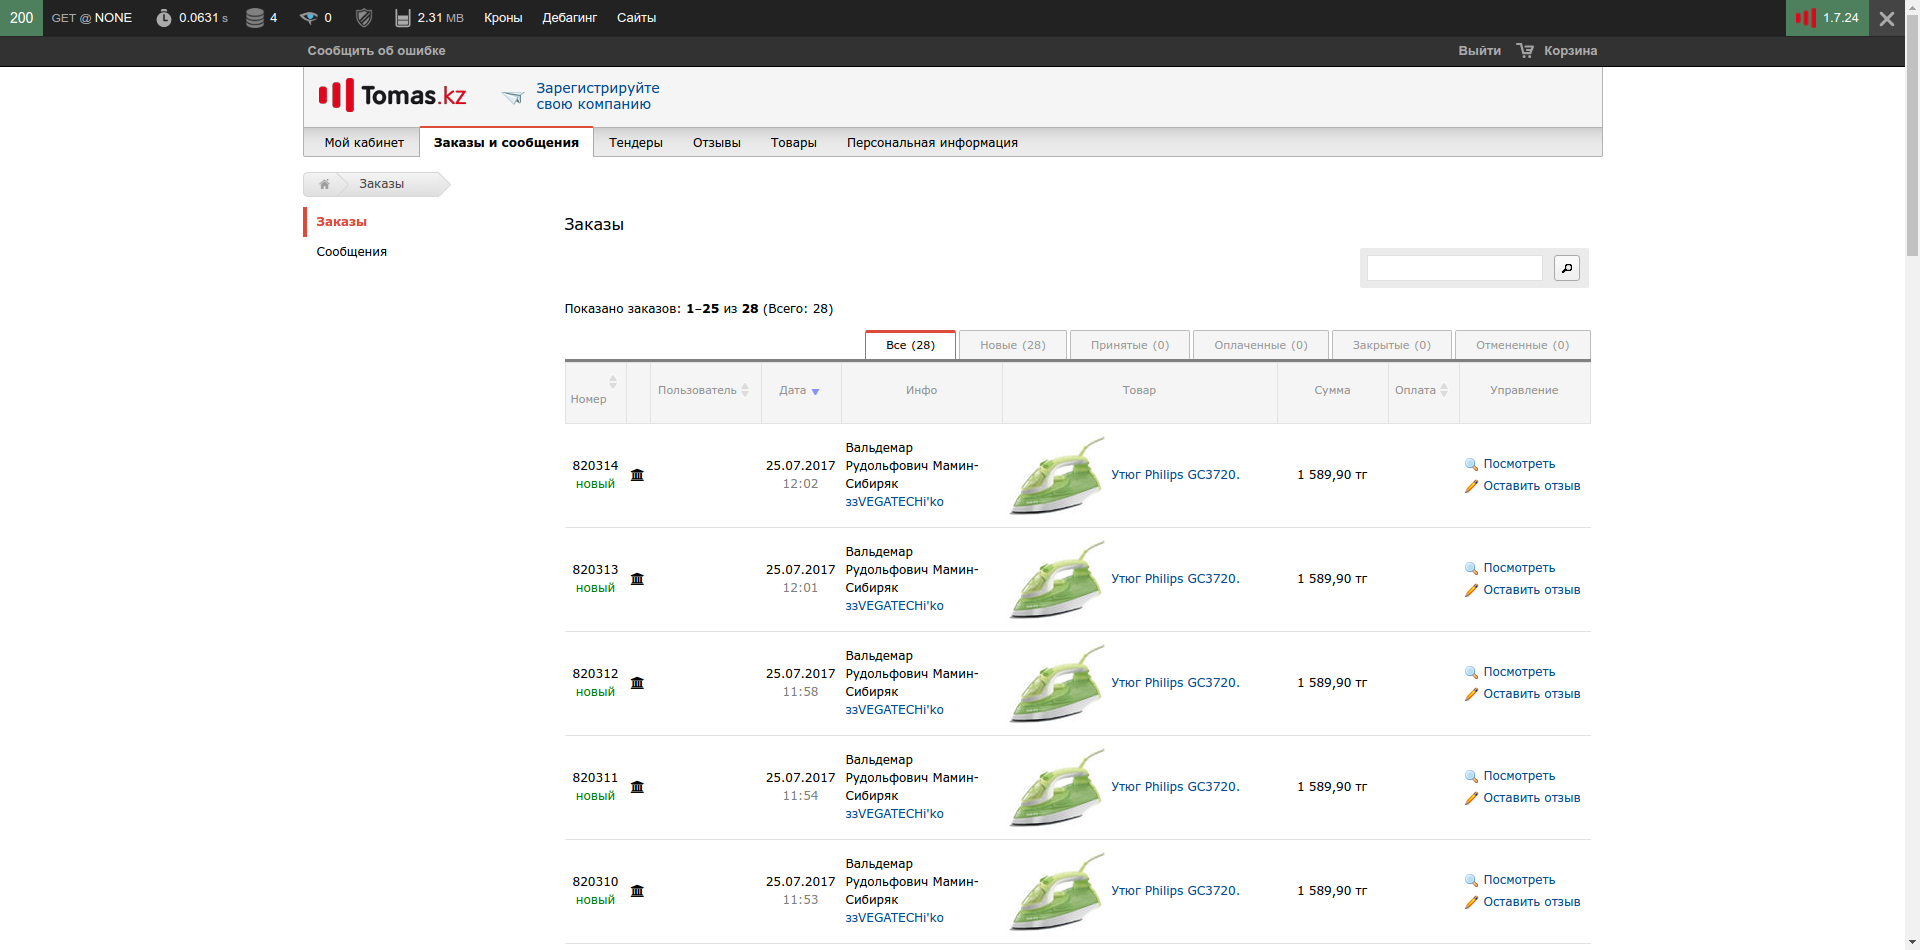 200 GET @ NONE 0.0631 s 4 0 2.31 MB Кроны Дебагинг Сайты 1.7.24
Сообщить об ошибке Выйти Корзина
Tomas.kz
Зарегистрируйте
свою компанию
Мой кабинет Заказы и сообщения Тендеры Отзывы Товары Персональная информация
Заказы
Заказы
Сообщения
Заказы
Показано заказов: 1–25 из 28 (Всего: 28)
Все (28) Новые (28) Принятые (0) Оплаченные (0) Закрытые (0) Отмененные (0)
Номер Пользователь Дата Инфо Товар Сумма Оплата Управление
820314
новый
25.07.2017
12:02
Вальдемар
Рудольфович Мамин-
Сибиряк
ззVEGATECHi'ko
Утюг Philips GC3720.
1 589,90 тг
Посмотреть
Оставить отзыв
820313
новый
25.07.2017
12:01
Вальдемар
Рудольфович Мамин-
Сибиряк
ззVEGATECHi'ko
Утюг Philips GC3720.
1 589,90 тг
Посмотреть
Оставить отзыв
820312
новый
25.07.2017
11:58
Вальдемар
Рудольфович Мамин-
Сибиряк
ззVEGATECHi'ko
Утюг Philips GC3720.
1 589,90 тг
Посмотреть
Оставить отзыв
820311
новый
25.07.2017
11:54
Вальдемар
Рудольфович Мамин-
Сибиряк
ззVEGATECHi'ko
Утюг Philips GC3720.
1 589,90 тг
Посмотреть
Оставить отзыв
820310
новый
25.07.2017
11:53
Вальдемар
Рудольфович Мамин-
Сибиряк
ззVEGATECHi'ko
Утюг Philips GC3720.
1 589,90 тг
Посмотреть
Оставить отзыв